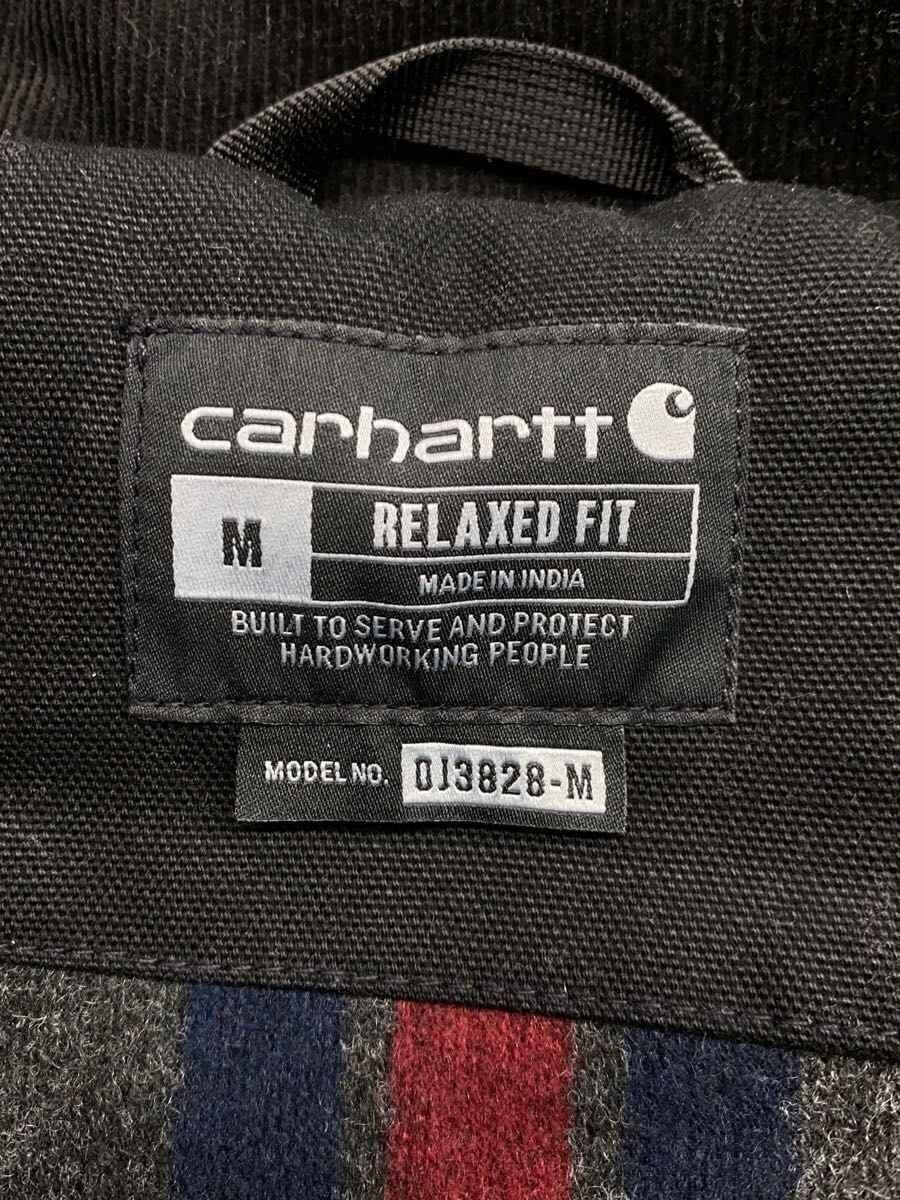 carhartt
M
RELAXED FIT
MADE IN INDIA
BUILT TO SERVE AND PROTECT
HARDWORKING PEOPLE
MODEL NO. OJ3828-M